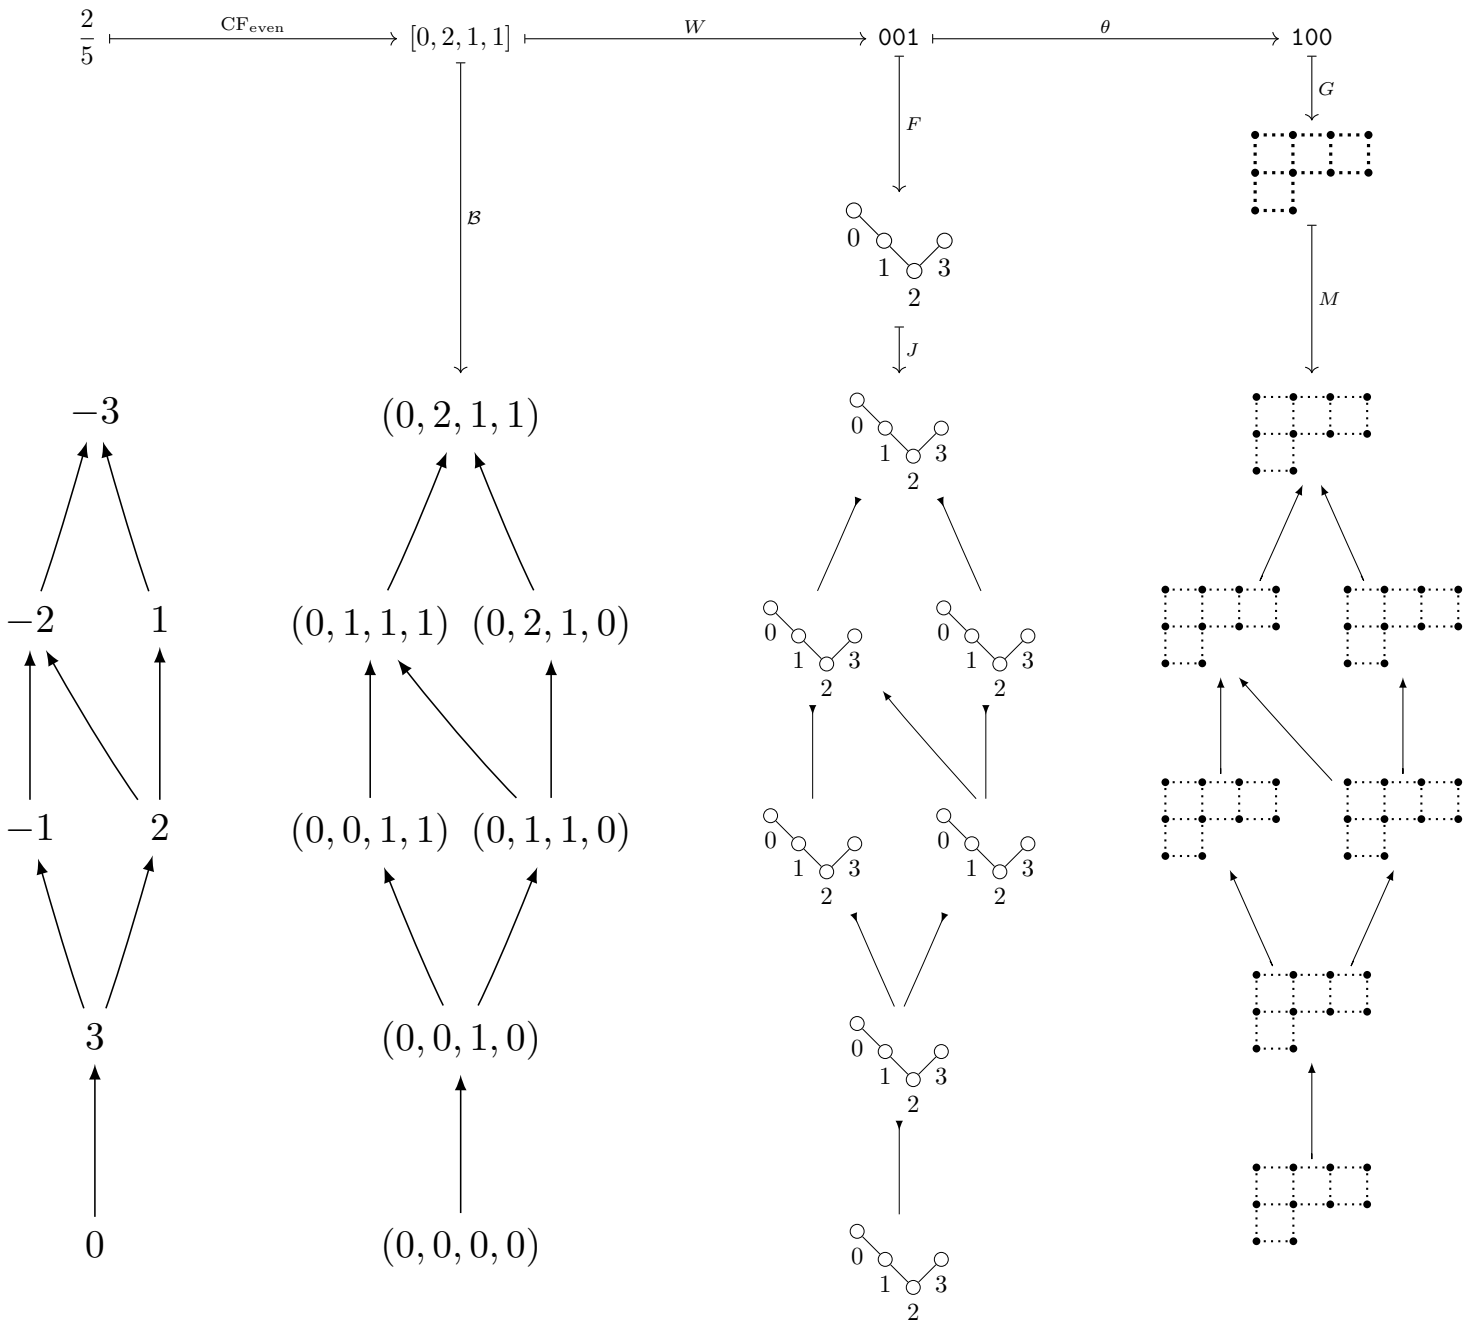 2/5 CF_even [0, 2, 1, 1] W 001 θ 100
G
F
B
0
1 3
2
M
J
−3 (0, 2, 1, 1)
0
1 3
2
−2 1 (0, 1, 1, 1) (0, 2, 1, 0)
0 0
1 3 1 3
2 2
−1 2 (0, 0, 1, 1) (0, 1, 1, 0)
0 0
1 3 1 3
2 2
3 (0, 0, 1, 0)
0
1 3
2
0 (0, 0, 0, 0)
0
1 3
2